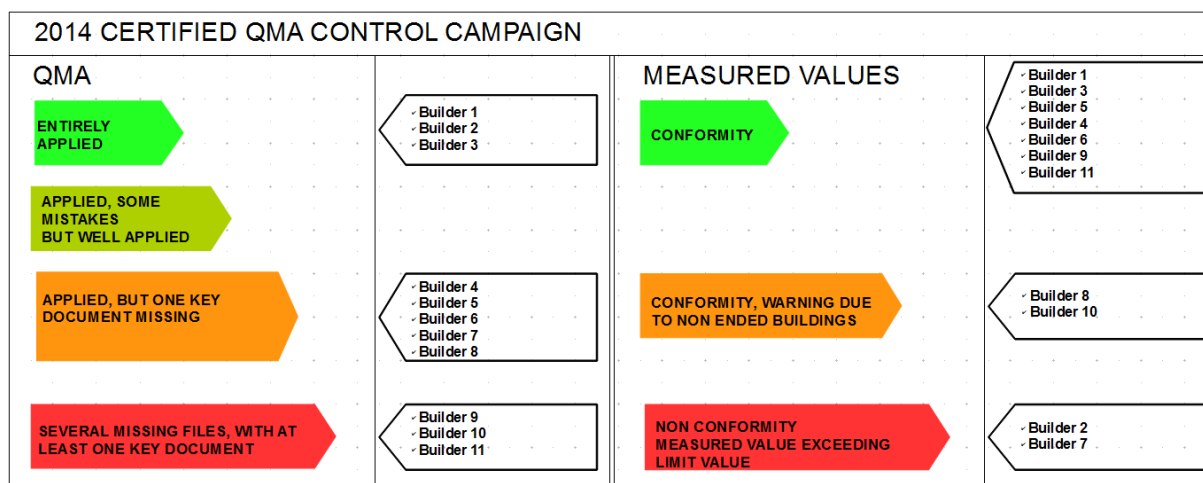 2014 CERTIFIED QMA CONTROL CAMPAIGN
QMA
ENTIRELY
APPLIED
Builder 1
Builder 2
Builder 3
APPLIED, SOME
MISTAKES
BUT WELL APPLIED
APPLIED, BUT ONE KEY
DOCUMENT MISSING
Builder 4
Builder 5
Builder 6
Builder 7
Builder 8
SEVERAL MISSING FILES, WITH AT
LEAST ONE KEY DOCUMENT
Builder 9
Builder 10
Builder 11
MEASURED VALUES
CONFORMITY
Builder 1
Builder 3
Builder 5
Builder 4
Builder 6
Builder 9
Builder 11
CONFORMITY, WARNING DUE
TO NON ENDED BUILDINGS
Builder 8
Builder 10
NON CONFORMITY
MEASURED VALUE EXCEEDING
LIMIT VALUE
Builder 2
Builder 7